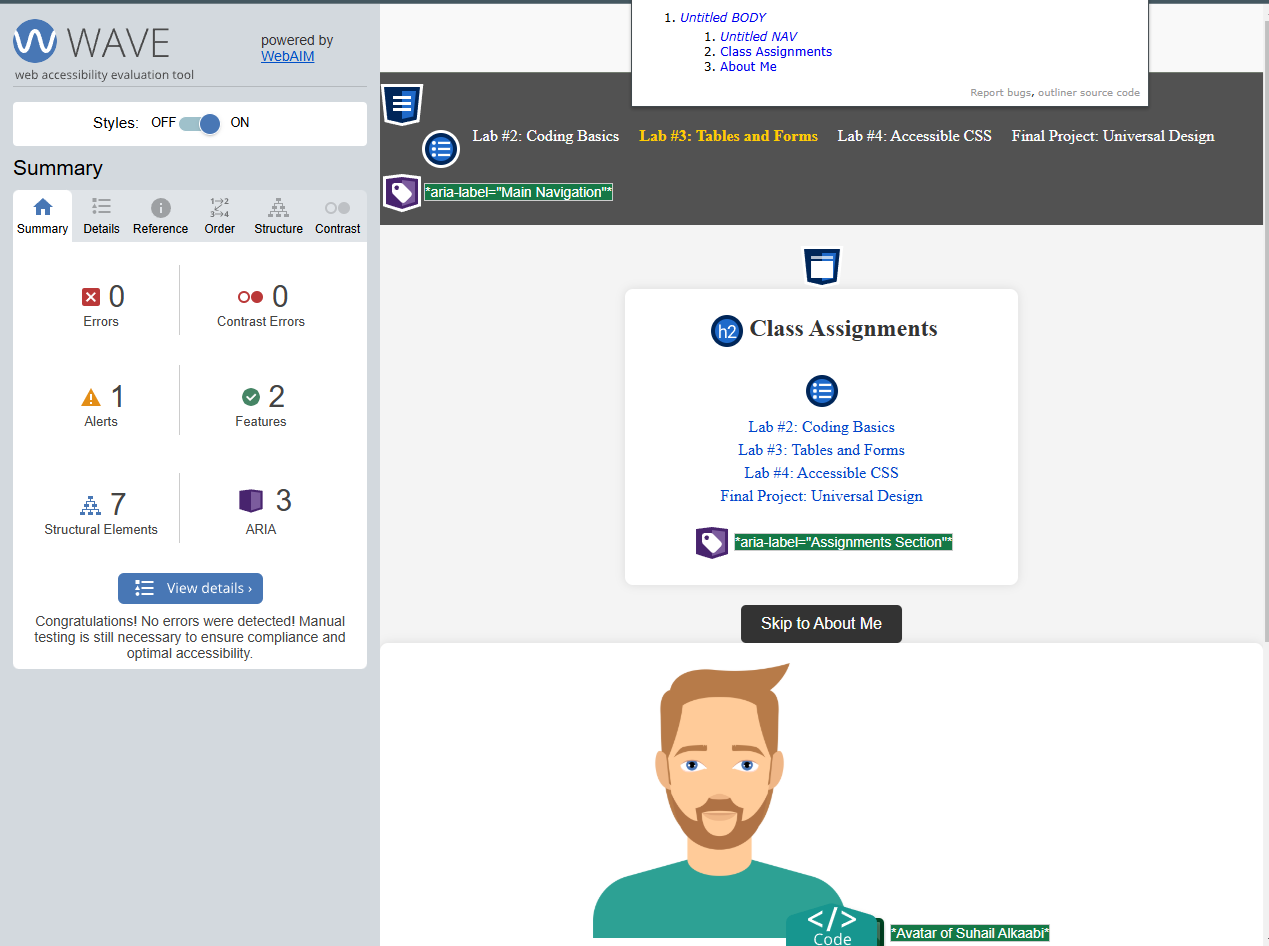 WAVE
powered by
WebAIM
web accessibility evaluation tool
Styles: OFF ON
Summary
1 2
3 4
Summary Details Reference Order Structure Contrast
0
Errors
0
Contrast Errors
1
Alerts
2
Features
7
Structural Elements
3
ARIA
View details ›
Congratulations! No errors were detected! Manual
testing is still necessary to ensure compliance and
optimal accessibility.
1. Untitled BODY
1. Untitled NAV
2. Class Assignments
3. About Me
Report bugs, outliner source code
Lab #2: Coding Basics Lab #3: Tables and Forms Lab #4: Accessible CSS Final Project: Universal Design
*aria-label="Main Navigation"*
h2 Class Assignments
Lab #2: Coding Basics
Lab #3: Tables and Forms
Lab #4: Accessible CSS
Final Project: Universal Design
*aria-label="Assignments Section"*
Skip to About Me
</>
Code
*Avatar of Suhail Alkaabi*